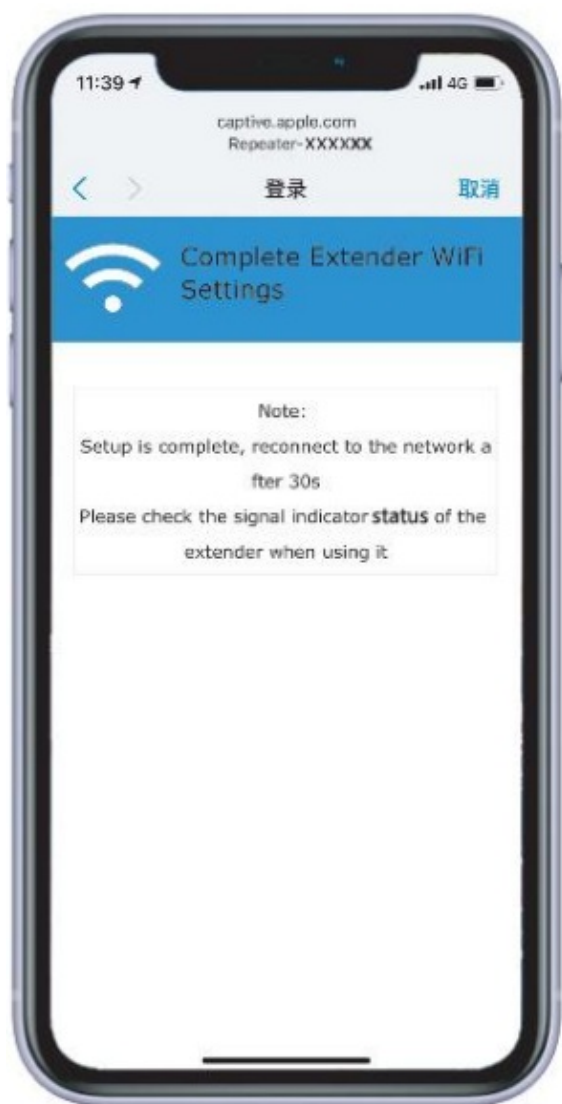 11:39
4G
captive.apple.com
Repeater-XXXXXX
登录
取消
Complete Extender WiFi
Settings
Note:
Setup is complete, reconnect to the network a
fter 30s
Please check the signal indicator status of the
extender when using it